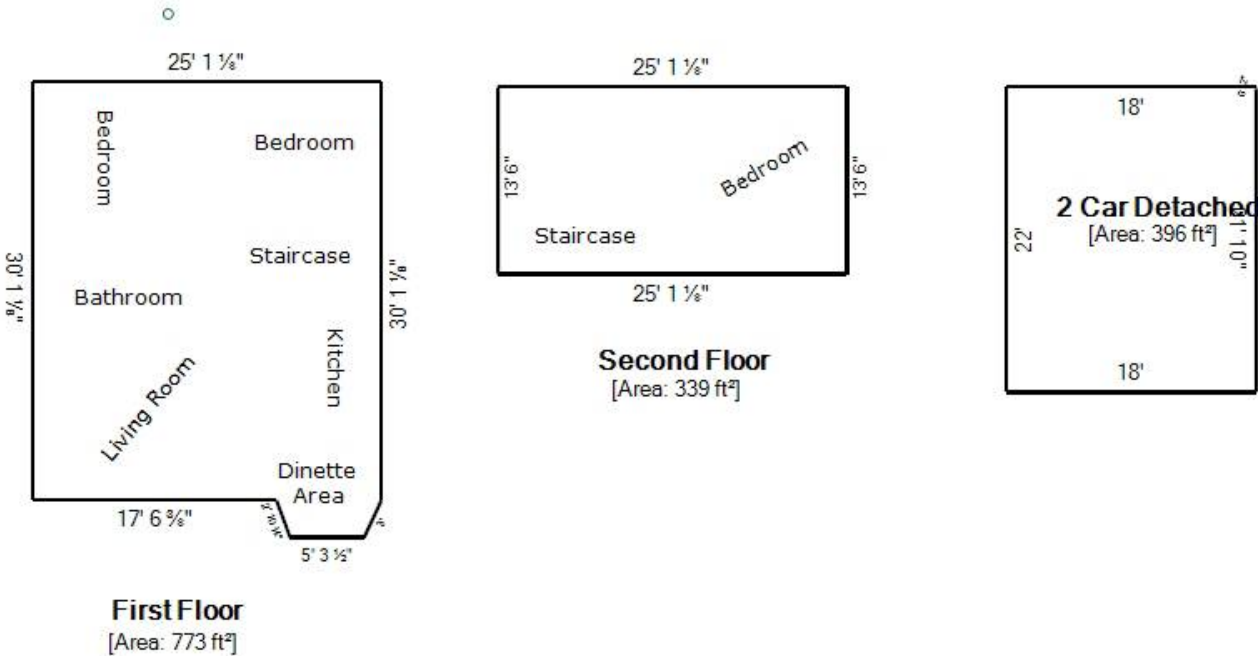 25' 1 ⅛"
Bedroom
Bedroom
Staircase
30' 1 ⅛"
30' 1 ⅛"
Bathroom
Kitchen
Living Room
Dinette
Area
17' 6 ⅜"
5' 3 ½"
First Floor
[Area: 773 ft²]
25' 1 ⅛"
13' 6"
Bedroom
13' 6"
Staircase
25' 1 ⅛"
Second Floor
[Area: 339 ft²]
18'
2 Car Detached
[Area: 396 ft²]
22'
18'